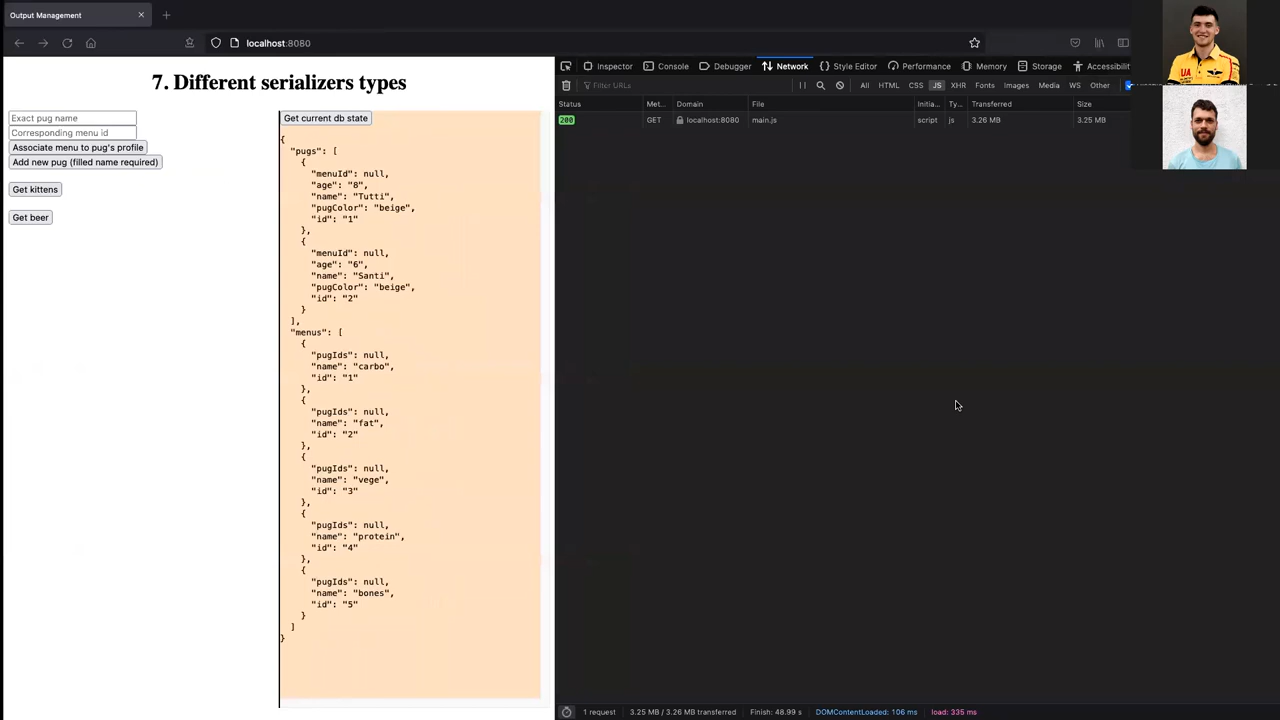 Output Management
localhost:8080
7. Different serializers types
Exact pug name
Corresponding menu id
Associate menu to pug's profile
Add new pug (filled name required)
Get kittens
Get beer
Get current db state
{
"pugs": [
{
"menuId": null,
"age": "8",
"name": "Tutti",
"pugColor": "beige",
"id": "1"
},
{
"menuId": null,
"age": "6",
"name": "Santi",
"pugColor": "beige",
"id": "2"
}
],
"menus": [
{
"pugIds": null,
"name": "carbo",
"id": "1"
},
{
"pugIds": null,
"name": "fat",
"id": "2"
},
{
"pugIds": null,
"name": "vege",
"id": "3"
},
{
"pugIds": null,
"name": "protein",
"id": "4"
},
{
"pugIds": null,
"name": "bones",
"id": "5"
}
]
}
Inspector Console Debugger Network Style Editor Performance Memory Storage Accessibili
Filter URLs All HTML CSS JS XHR Fonts Images Media WS Other
Status Met... Domain File Initia... Ty... Transferred Size
200 GET localhost:8080 main.js script js 3.26 MB 3.25 MB
UA
1 request 3.25 MB / 3.26 MB transferred Finish: 48.99 s DOMContentLoaded: 106 ms load: 335 ms